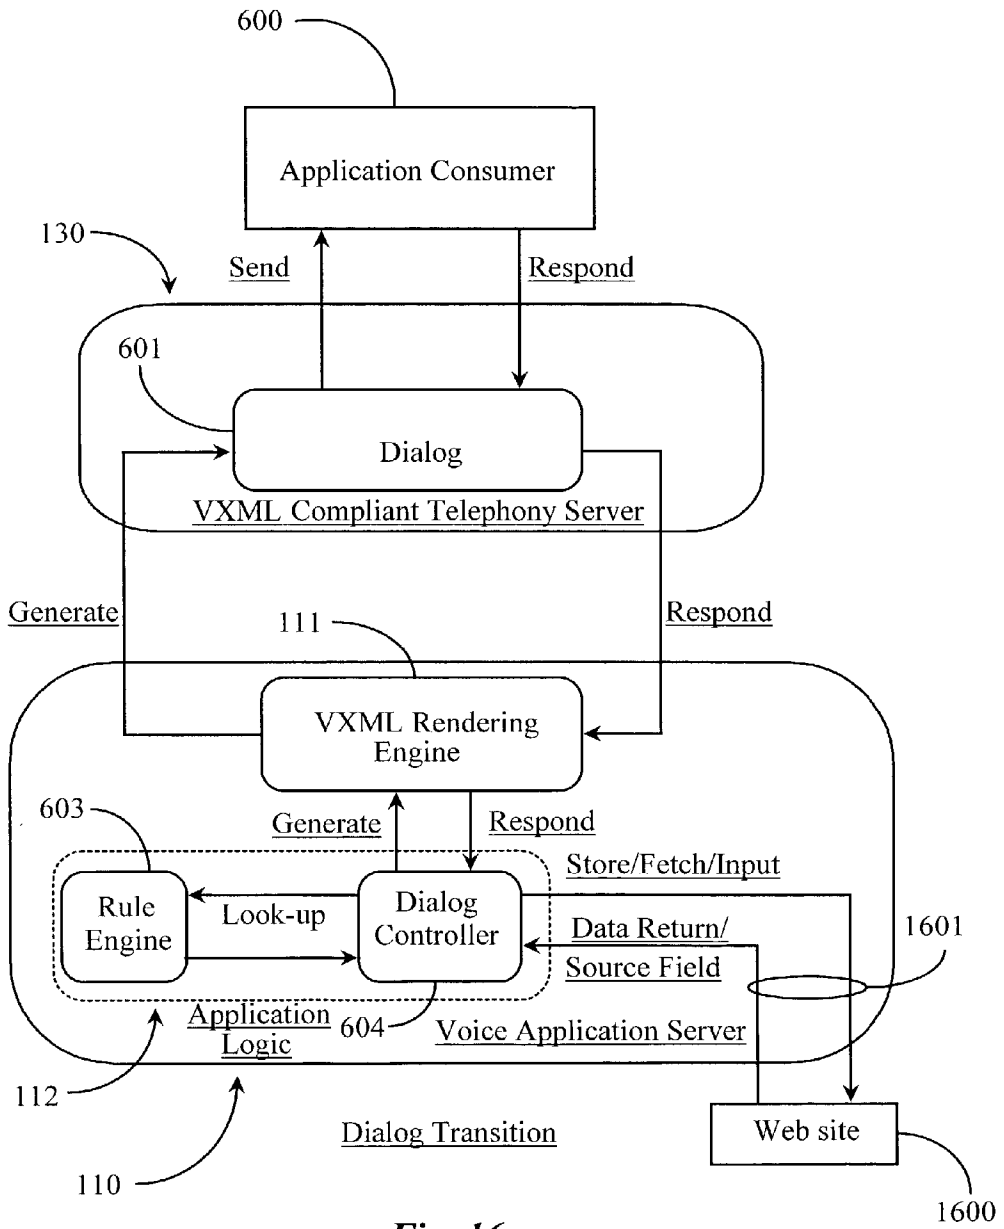 600
Application Consumer
130
Send
Respond
601
Dialog
VXML Compliant Telephony Server
Generate
111
Respond
VXML Rendering
Engine
603
Generate
Respond
Store/Fetch/Input
Rule
Engine
Look-up
Dialog
Controller
Data Return/
Source Field
1601
Application
Logic
604
Voice Application Server
112
Dialog Transition
Web site
110
1600
Fig. 16